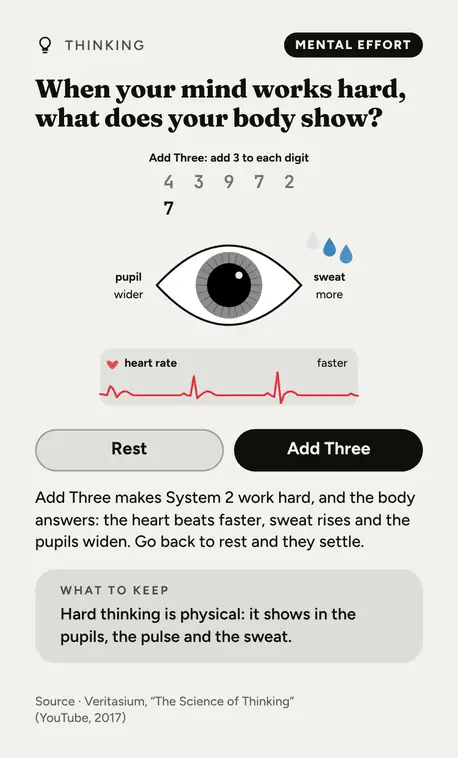 THINKING
MENTAL EFFORT
When your mind works hard,
what does your body show?
Add Three: add 3 to each digit
4 3 9 7 2
7
pupil
wider
sweat
more
heart rate
faster
Rest
Add Three
Add Three makes System 2 work hard, and the body
answers: the heart beats faster, sweat rises and the
pupils widen. Go back to rest and they settle.
WHAT TO KEEP
Hard thinking is physical: it shows in the
pupils, the pulse and the sweat.
Source · Veritasium, “The Science of Thinking”
(YouTube, 2017)